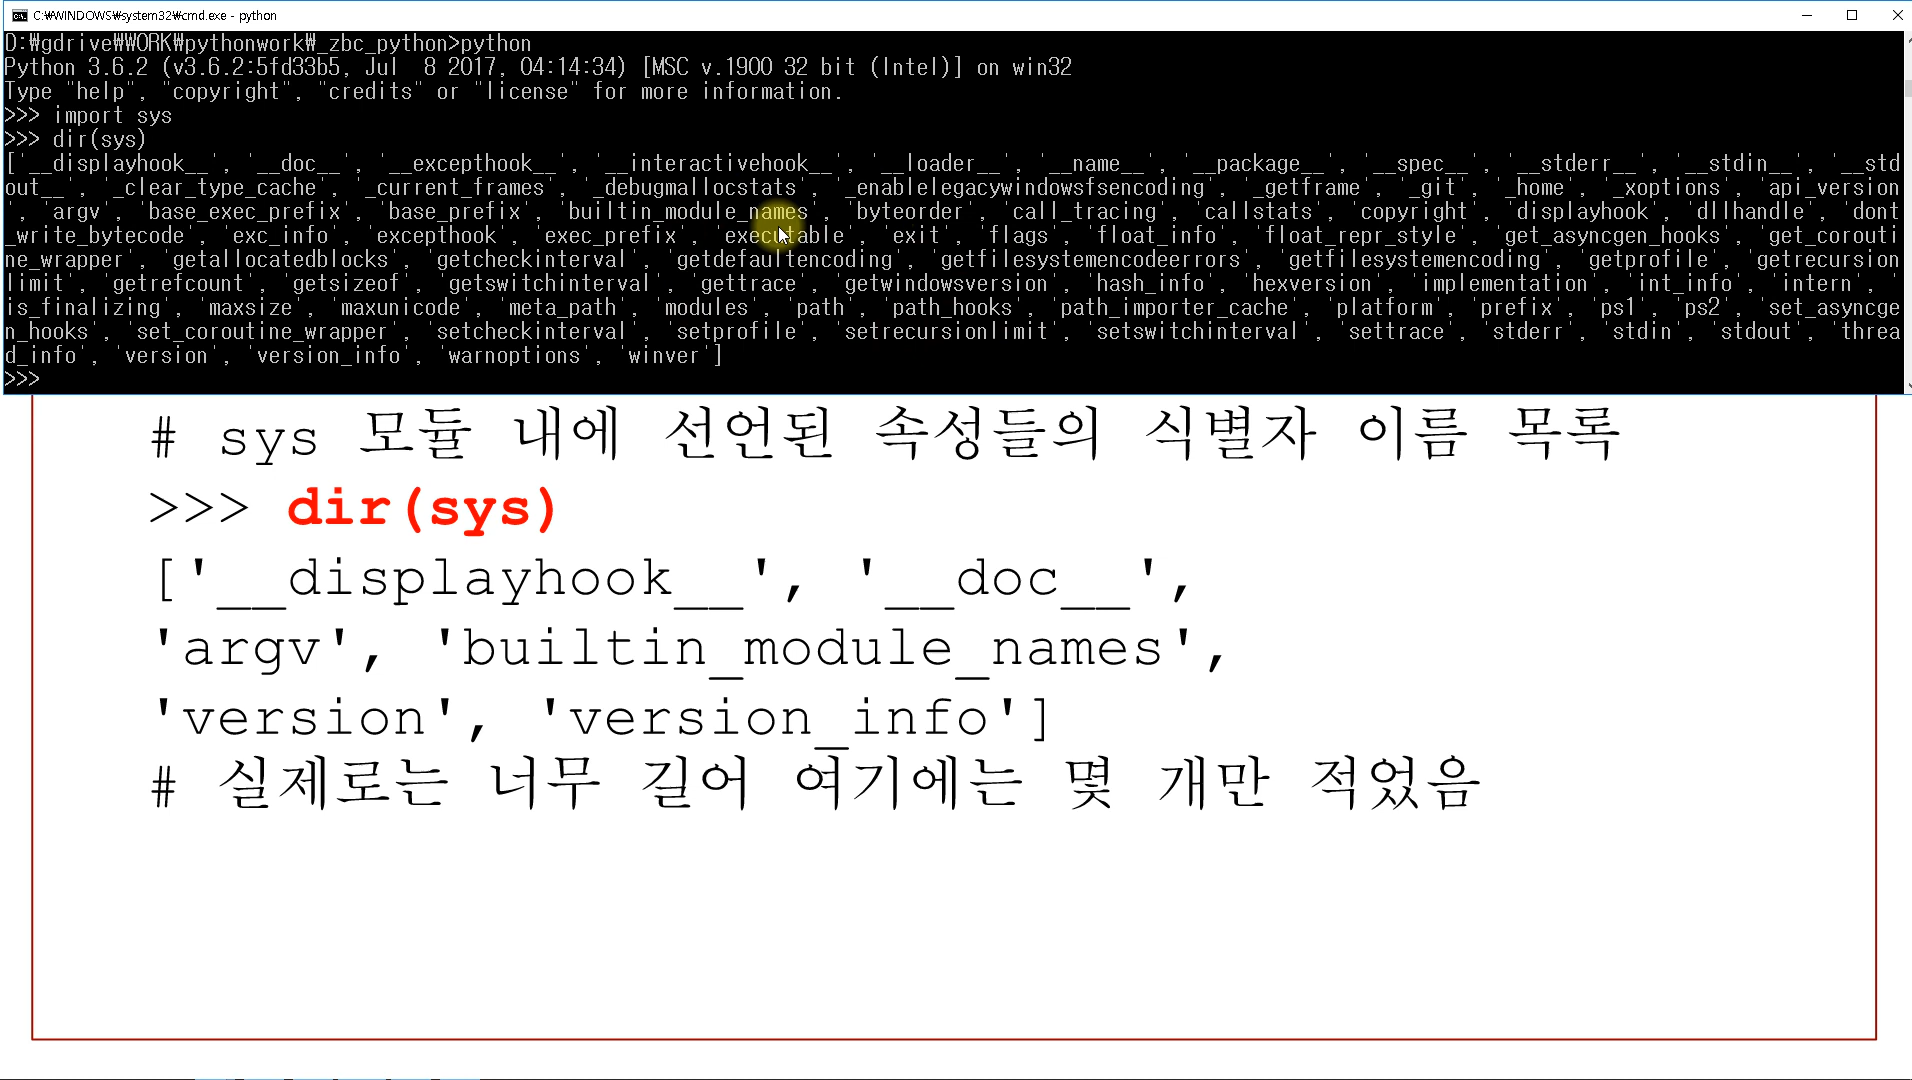 C:₩WINDOWS₩system32₩cmd.exe - python
D:₩gdrive₩WORK₩pythonwork₩_zbc_python>python
Python 3.6.2 (v3.6.2:5fd33b5, Jul  8 2017, 04:14:34) [MSC v.1900 32 bit (Intel)] on win32
Type "help", "copyright", "credits" or "license" for more information.
>>> import sys
>>> dir(sys)
['__displayhook__', '__doc__', '__excepthook__', '__interactivehook__', '__loader__', '__name__', '__package__', '__spec__', '__stderr__', '__stdin__', '__std
out__', '_clear_type_cache', '_current_frames', '_debugmallocstats', '_enablelegacywindowsfsencoding', '_getframe', '_git', '_home', '_xoptions', 'api_version
', 'argv', 'base_exec_prefix', 'base_prefix', 'builtin_module_names', 'byteorder', 'call_tracing', 'callstats', 'copyright', 'displayhook', 'dllhandle', 'dont
_write_bytecode', 'exc_info', 'excepthook', 'exec_prefix', 'executable', 'exit', 'flags', 'float_info', 'float_repr_style', 'get_asyncgen_hooks', 'get_corouti
ne_wrapper', 'getallocatedblocks', 'getcheckinterval', 'getdefaultencoding', 'getfilesystemencodeerrors', 'getfilesystemencoding', 'getprofile', 'getrecursion
limit', 'getrefcount', 'getsizeof', 'getswitchinterval', 'gettrace', 'getwindowsversion', 'hash_info', 'hexversion', 'implementation', 'int_info', 'intern', '
is_finalizing', 'maxsize', 'maxunicode', 'meta_path', 'modules', 'path', 'path_hooks', 'path_importer_cache', 'platform', 'prefix', 'ps1', 'ps2', 'set_asyncge
n_hooks', 'set_coroutine_wrapper', 'setcheckinterval', 'setprofile', 'setrecursionlimit', 'setswitchinterval', 'settrace', 'stderr', 'stdin', 'stdout', 'threa
d_info', 'version', 'version_info', 'warnoptions', 'winver']
>>>
# sys 모듈 내에 선언된 속성들의 식별자 이름 목록
>>> dir(sys)
['__displayhook__', '__doc__',
'argv', 'builtin_module_names',
'version', 'version_info']
# 실제로는 너무 길어 여기에는 몇 개만 적었음